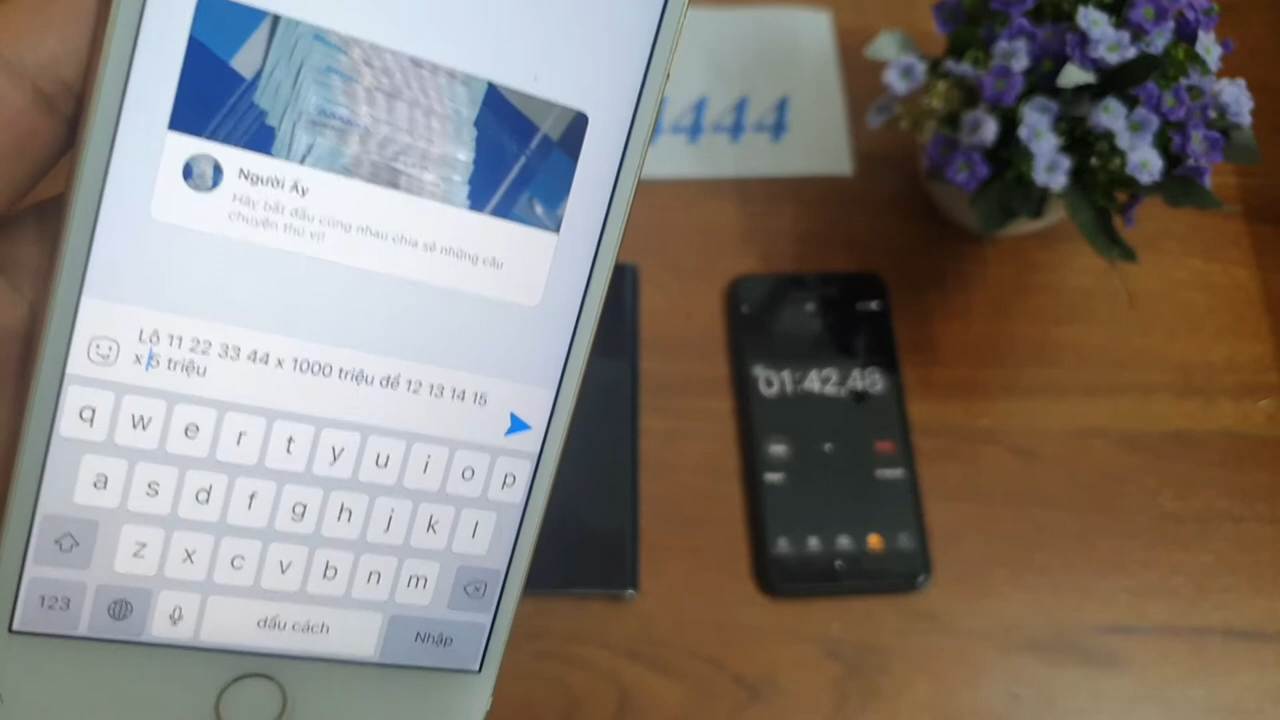 Người Ấy
Hãy bắt đầu cùng nhau chia sẻ những câu
chuyện thú vị!
Lô 11 22 33 44 x 1000 triệu đề 12 13 14 15
x 5 triệu
q w e r t y u i o p
a s d f g h j k l
z x c v b n m
123 dấu cách Nhập
4444
01:42,46